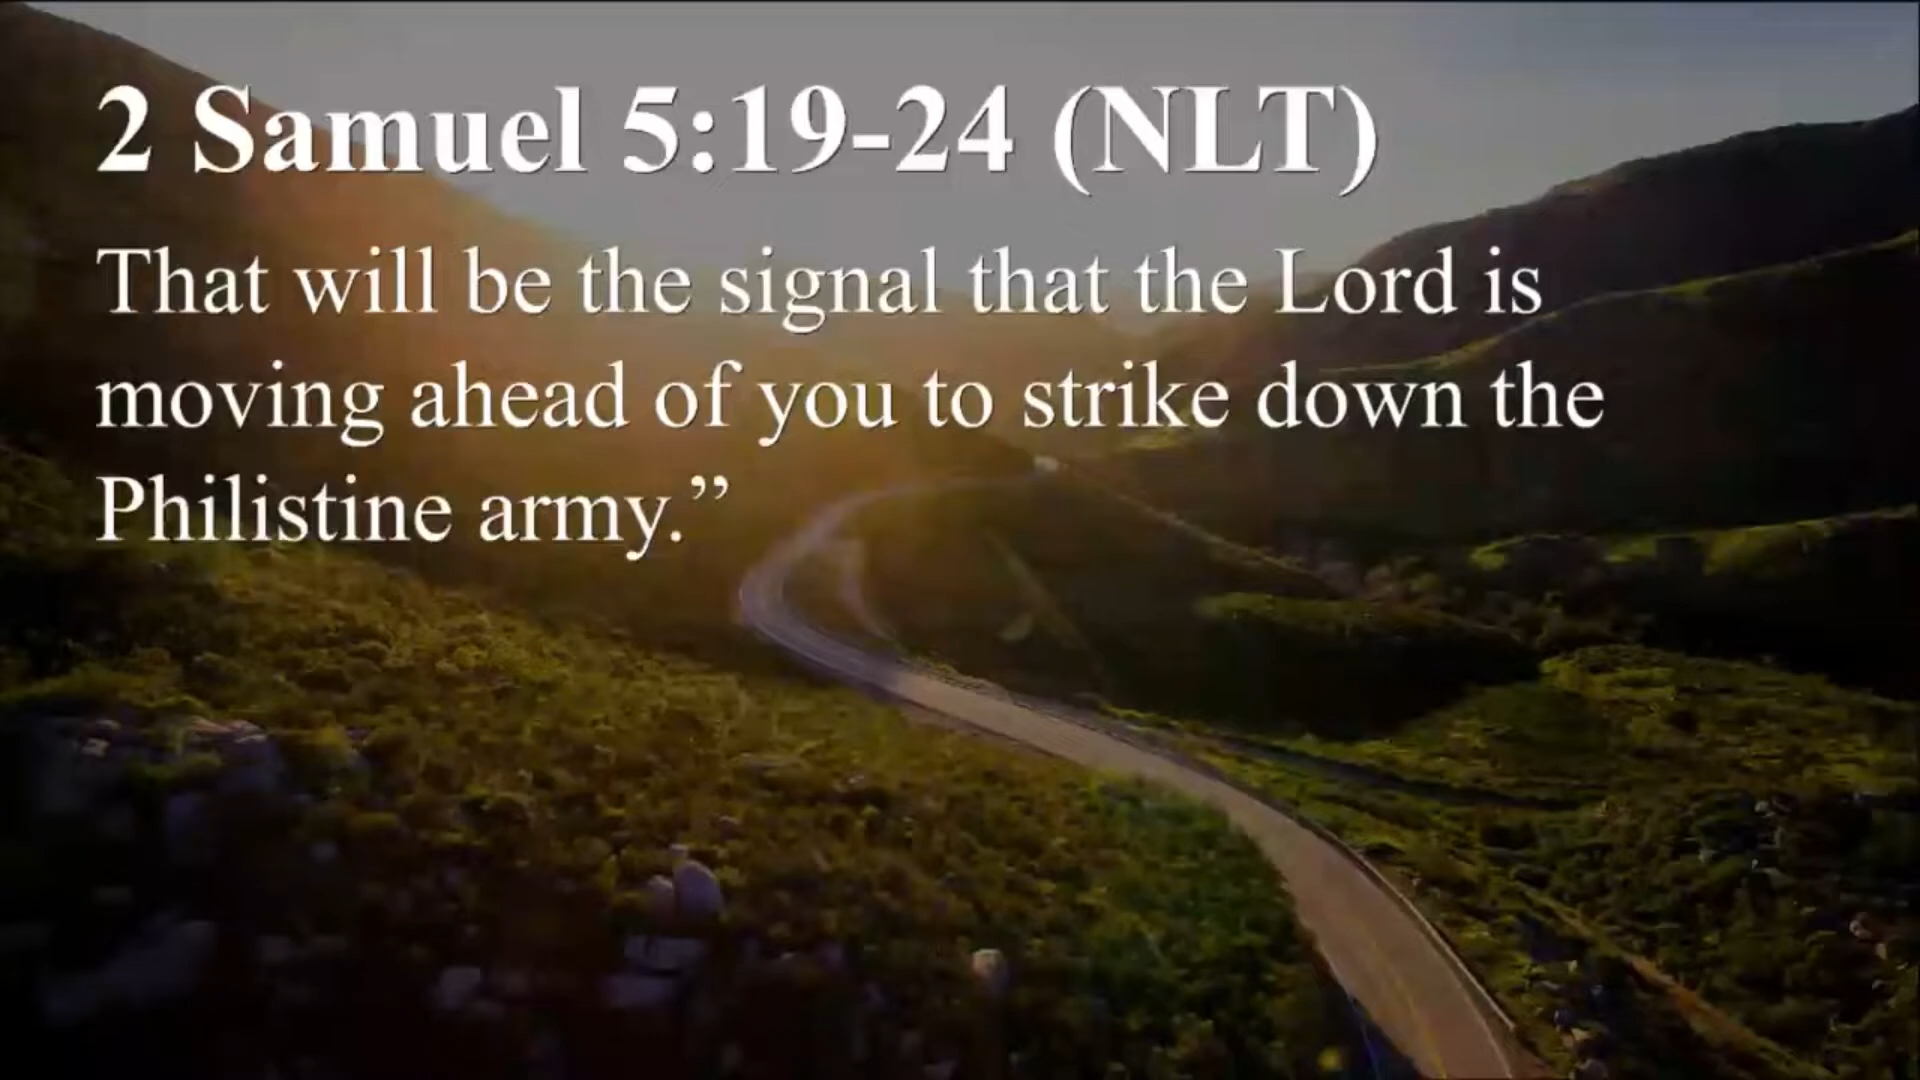 2 Samuel 5:19-24 (NLT)
That will be the signal that the Lord is
moving ahead of you to strike down the
Philistine army.”